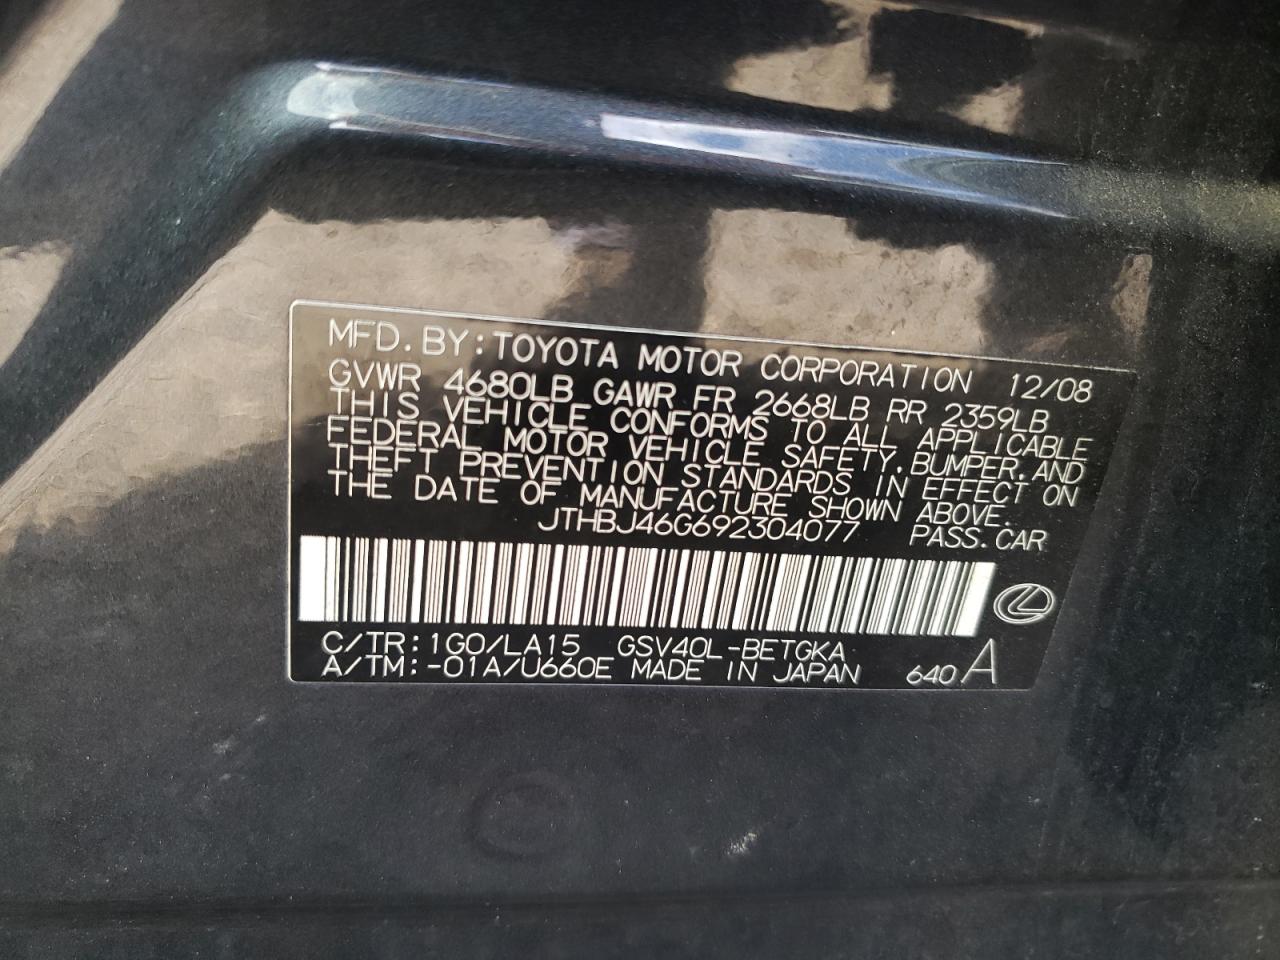 MFD. BY: TOYOTA MOTOR CORPORATION 12/08
GVWR 4680LB GAWR FR 2668LB RR 2359LB
THIS VEHICLE CONFORMS TO ALL APPLICABLE
FEDERAL MOTOR VEHICLE SAFETY, BUMPER, AND
THEFT PREVENTION STANDARDS IN EFFECT ON
THE DATE OF MANUFACTURE SHOWN ABOVE.
JTHBJ46G692304077 PASS. CAR
C/TR: 1G0/LA15 GSV40L-BETGKA
A/TM: -01A/U660E MADE IN JAPAN 640 A